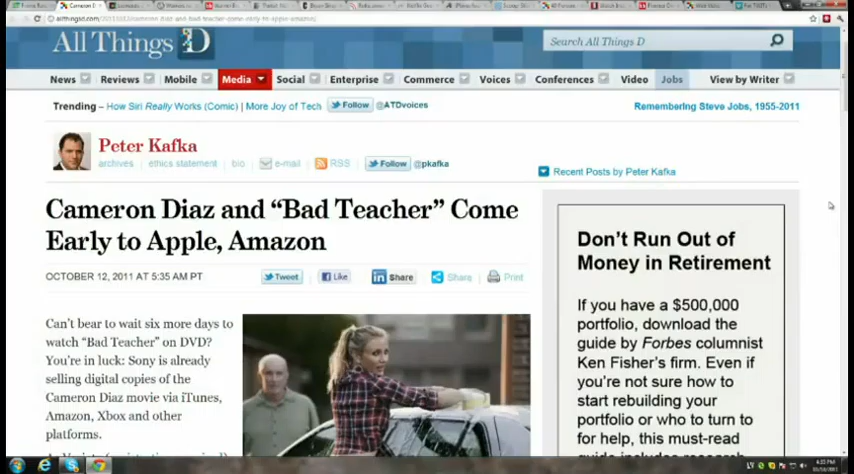 All Things D
Search All Things D
News Reviews Mobile Media Social Enterprise Commerce Voices Conferences Video Jobs View by Writer
Trending – How Siri Really Works (Comic) | More Joy of Tech Follow @ATDvoices
Remembering Steve Jobs, 1955-2011
Peter Kafka
archives ethics statement bio e-mail RSS Follow @pkafka
Recent Posts by Peter Kafka
Cameron Diaz and “Bad Teacher” Come
Early to Apple, Amazon
OCTOBER 12, 2011 AT 5:35 AM PT
Tweet Like Share Share Print
Can’t bear to wait six more days to
watch “Bad Teacher” on DVD?
You’re in luck: Sony is already
selling digital copies of the
Cameron Diaz movie via iTunes,
Amazon, Xbox and other
platforms.
Don’t Run Out of
Money in Retirement
If you have a $500,000
portfolio, download the
guide by Forbes columnist
Ken Fisher’s firm. Even if
you’re not sure how to
start rebuilding your
portfolio or who to turn to
for help, this must-read
guide includes research